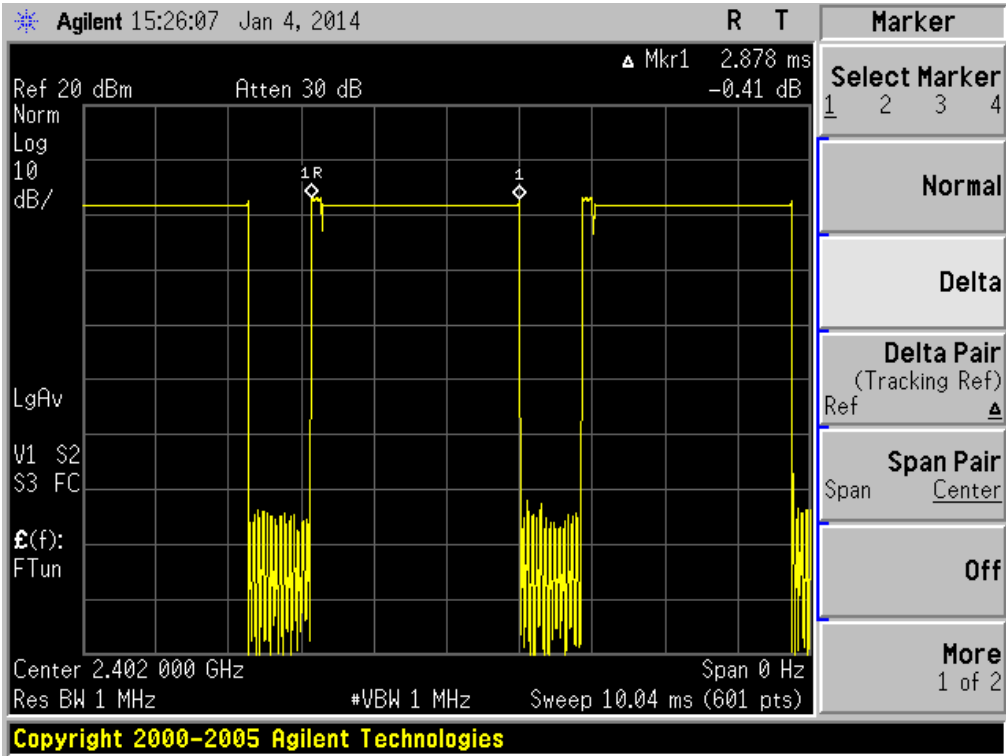 Agilent 15:26:07 Jan 4, 2014 R T
Δ Mkr1 2.878 ms
Ref 20 dBm Atten 30 dB -0.41 dB
Norm
Log
10
dB/
1R
1
LgAv
V1 S2
S3 FC
£(f):
FTun
Center 2.402 000 GHz Span 0 Hz
Res BW 1 MHz #VBW 1 MHz Sweep 10.04 ms (601 pts)
Copyright 2000-2005 Agilent Technologies
Marker
Select Marker
1 2 3 4
Normal
Delta
Delta Pair
(Tracking Ref)
Ref Δ
Span Pair
Span Center
Off
More
1 of 2